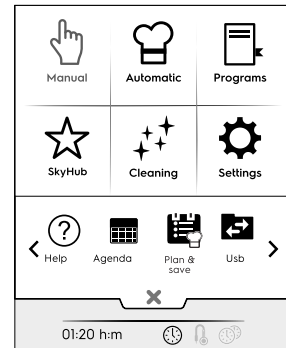 Manual Automatic Programs
SkyHub Cleaning Settings
Help Agenda Plan & save Usb
01:20 h:m